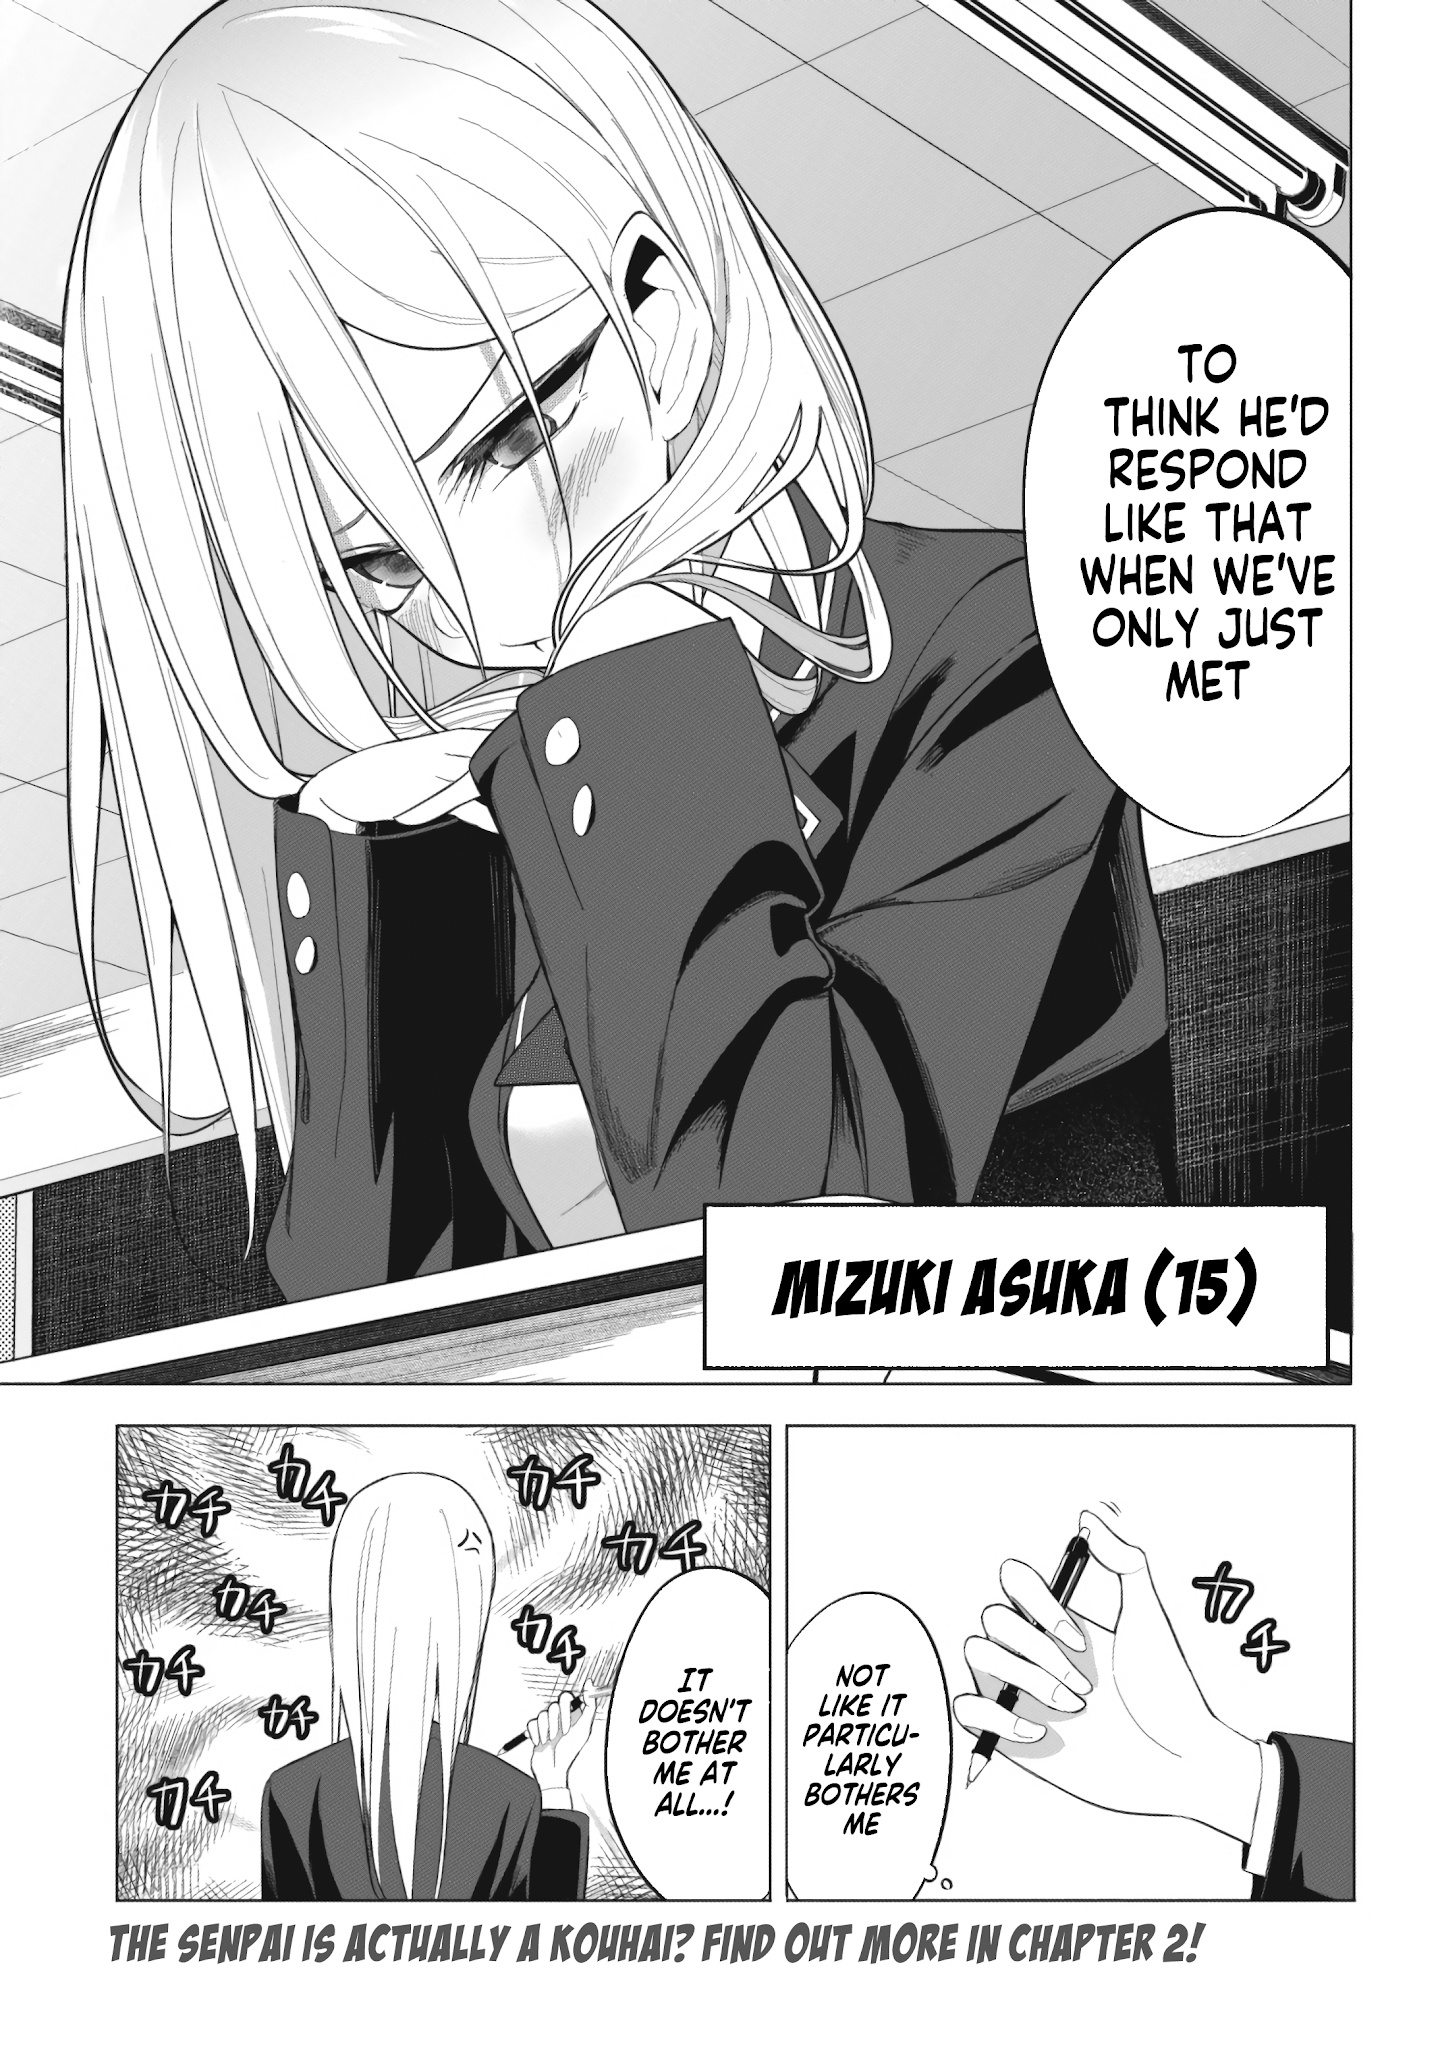 TO
THINK HE'D
RESPOND
LIKE THAT
WHEN WE'VE
ONLY JUST
MET
MIZUKI ASUKA (15)
カチ
NOT
LIKE IT
PARTICU-
LARLY
BOTHERS
ME
カチ
カチ
カチ
カチ
カチ
カチ
カチ
カチ
カチ
IT
DOESN'T
BOTHER
ME AT
ALL...!
THE SENPAI IS ACTUALLY A KOUHAI? FIND OUT MORE IN CHAPTER 2!